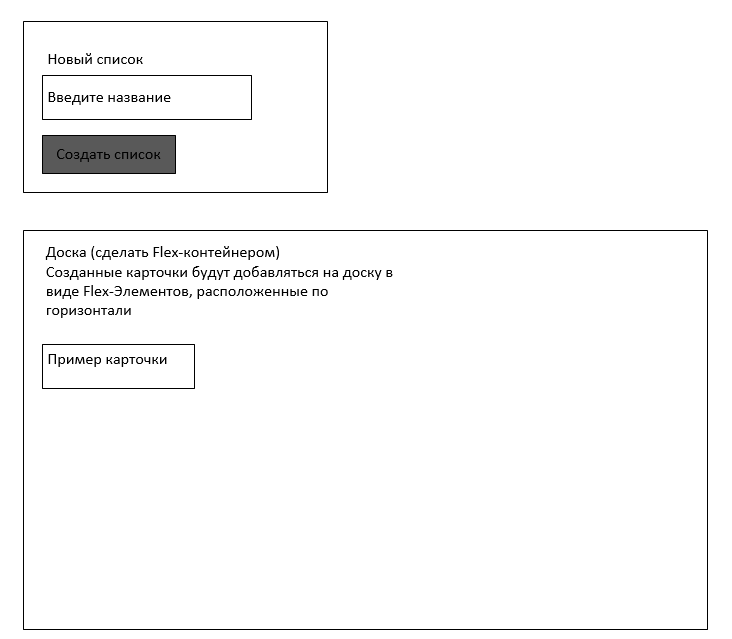 Новый список
Введите название
Создать список
Доска (сделать Flex-контейнером)
Созданные карточки будут добавляться на доску в
виде Flex-Элементов, расположенные по
горизонтали
Пример карточки